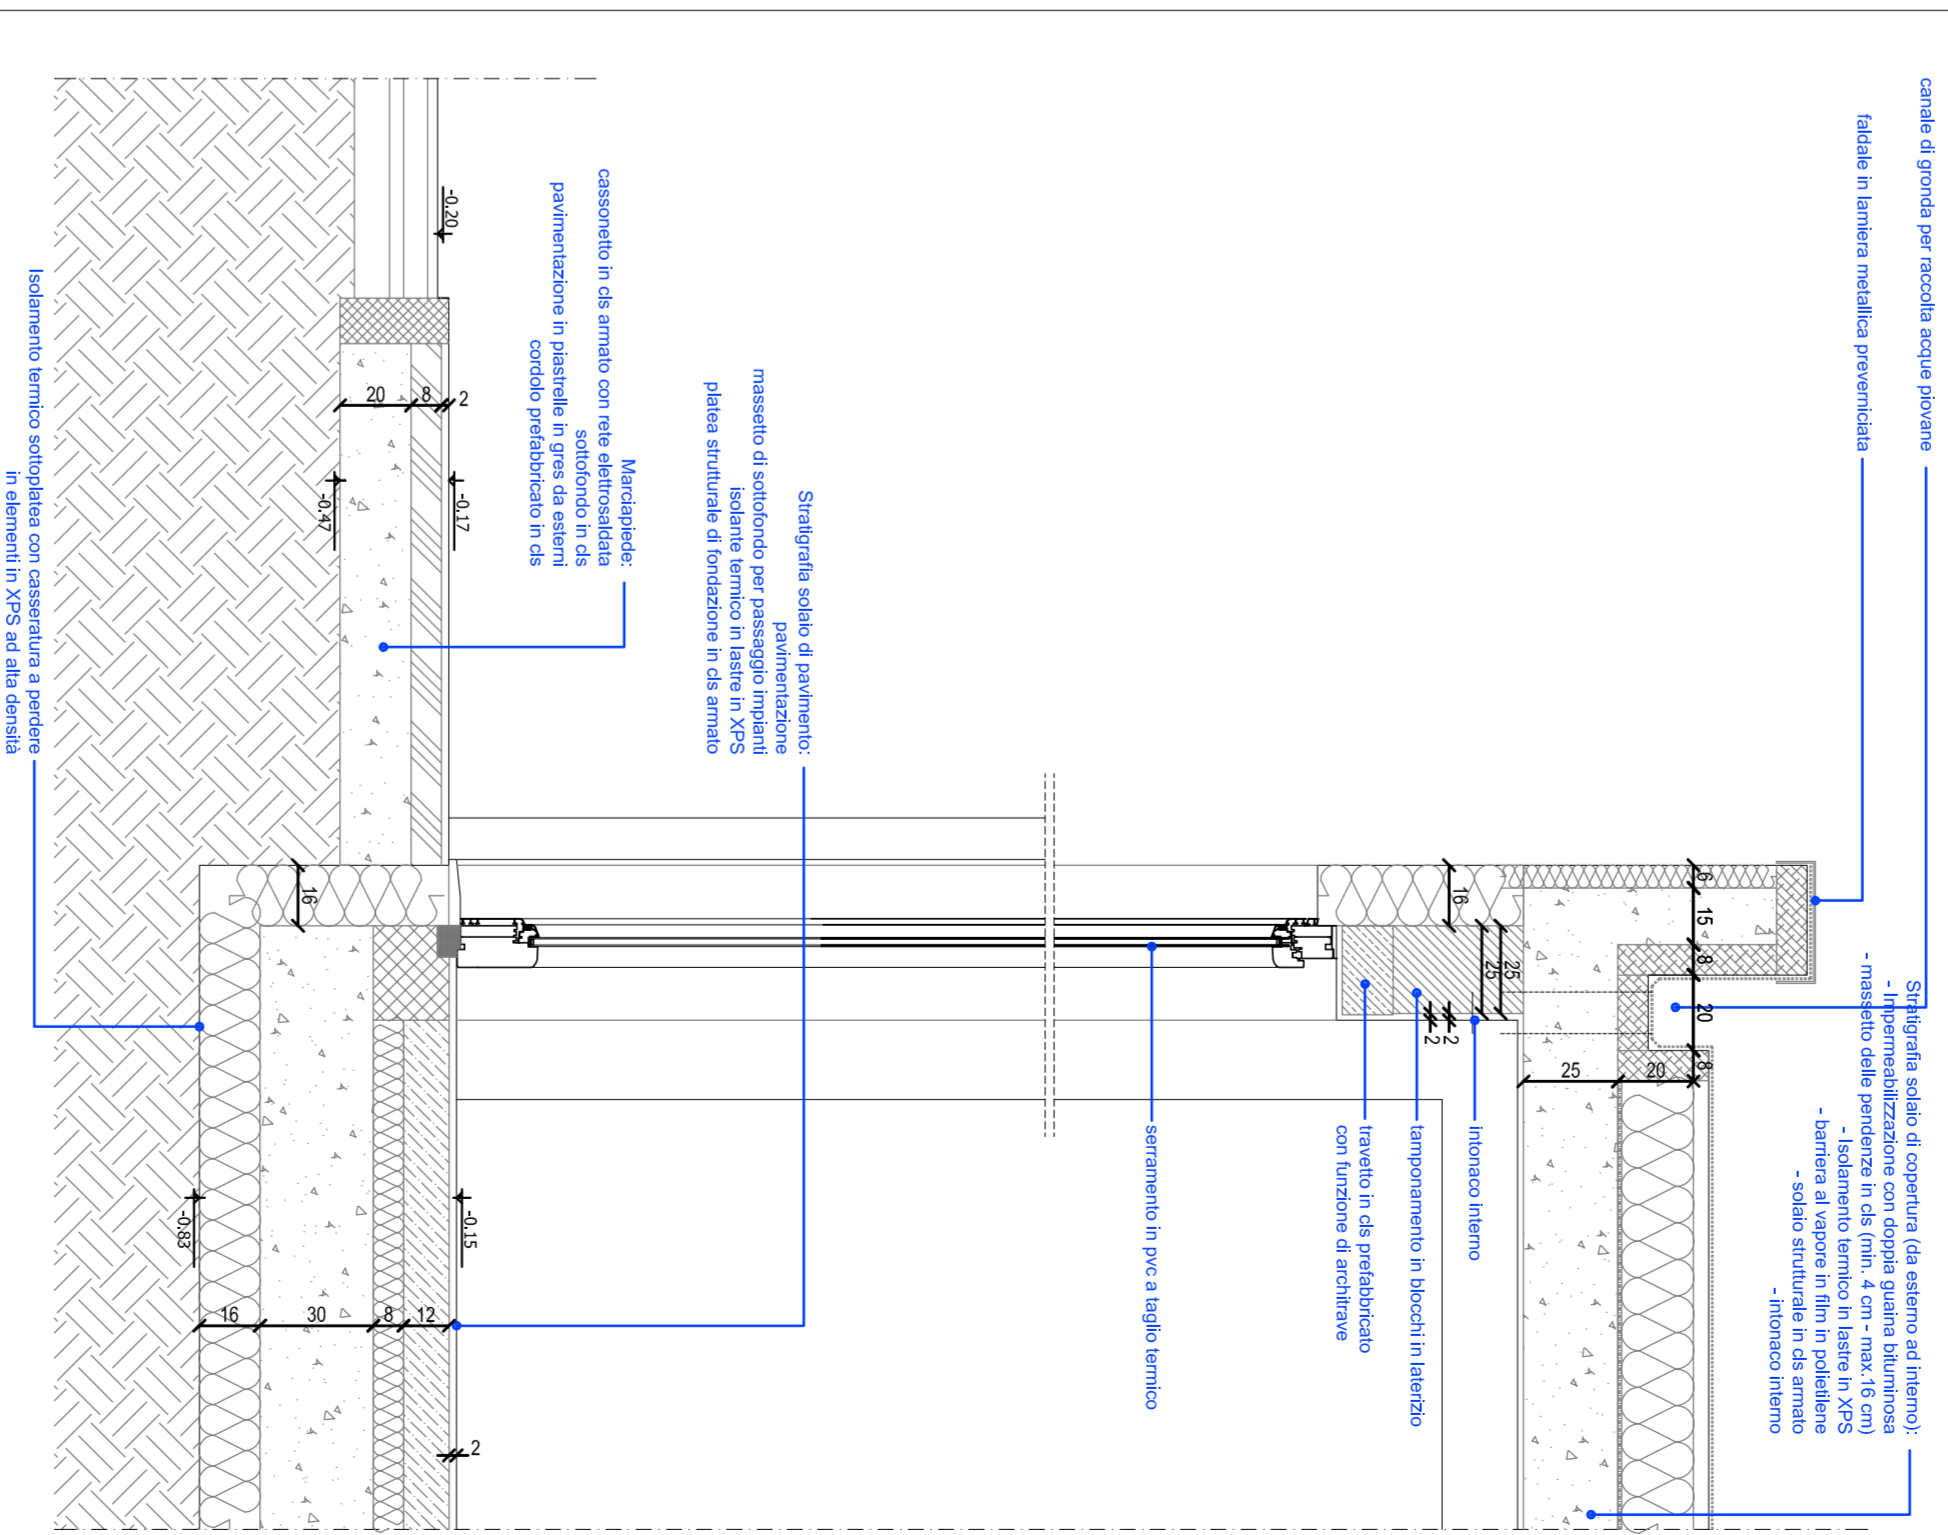 canale di gronda per raccolta acque piovane
faldale in lamiera metallica preverniciata
Stratigrafia solaio di copertura (da esterno ad interno):
- Impermeabilizzazione con doppia guaina bituminosa
- massetto delle pendenze in cls (min. 4 cm - max.16 cm)
- Isolamento termico in lastre in XPS
- barriera al vapore in film in polietilene
- solaio strutturale in cls armato
- intonaco interno
6
15
8
20
8
25
20
16
25
25
2
2
intonaco interno
tamponamento in blocchi in laterizio
travetto in cls prefabbricato
con funzione di architrave
serramento in pvc a taglio termico
Stratigrafia solaio di pavimento:
pavimentazione
massetto di sottofondo per passaggio impianti
isolante termico in lastre in XPS
platea strutturale di fondazione in cls armato
Marciapiede:
cassonetto in cls armato con rete elettrosaldata
sottofondo in cls
pavimentazione in piastrelle in gres da esterni
cordolo prefabbricato in cls
-0.20
20
8
2
-0.17
-0.47
16
-0.15
-0.83
16
30
8
12
2
Isolamento termico sottoplatea con casseratura a perdere
in elementi in XPS ad alta densità